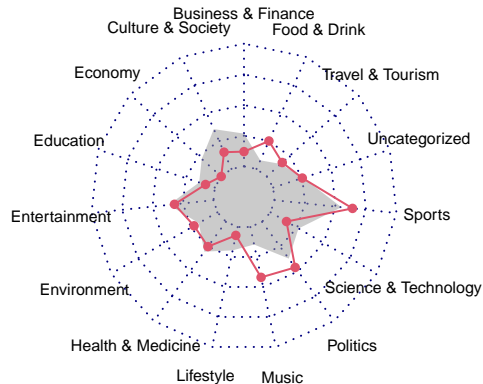 Business & Finance
Culture & Society
Food & Drink
Economy
Travel & Tourism
Education
Uncategorized
Entertainment
Sports
Environment
Science & Technology
Health & Medicine
Politics
Lifestyle
Music